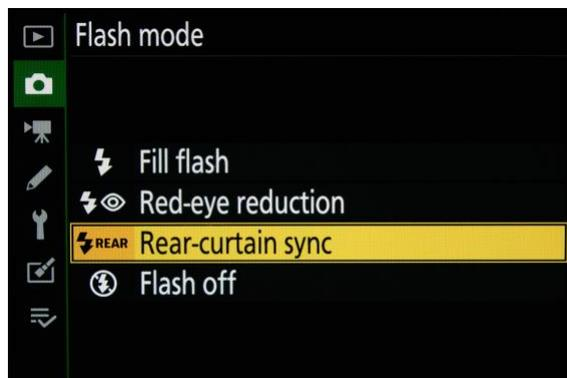 Flash mode
Fill flash
Red-eye reduction
REAR Rear-curtain sync
Flash off